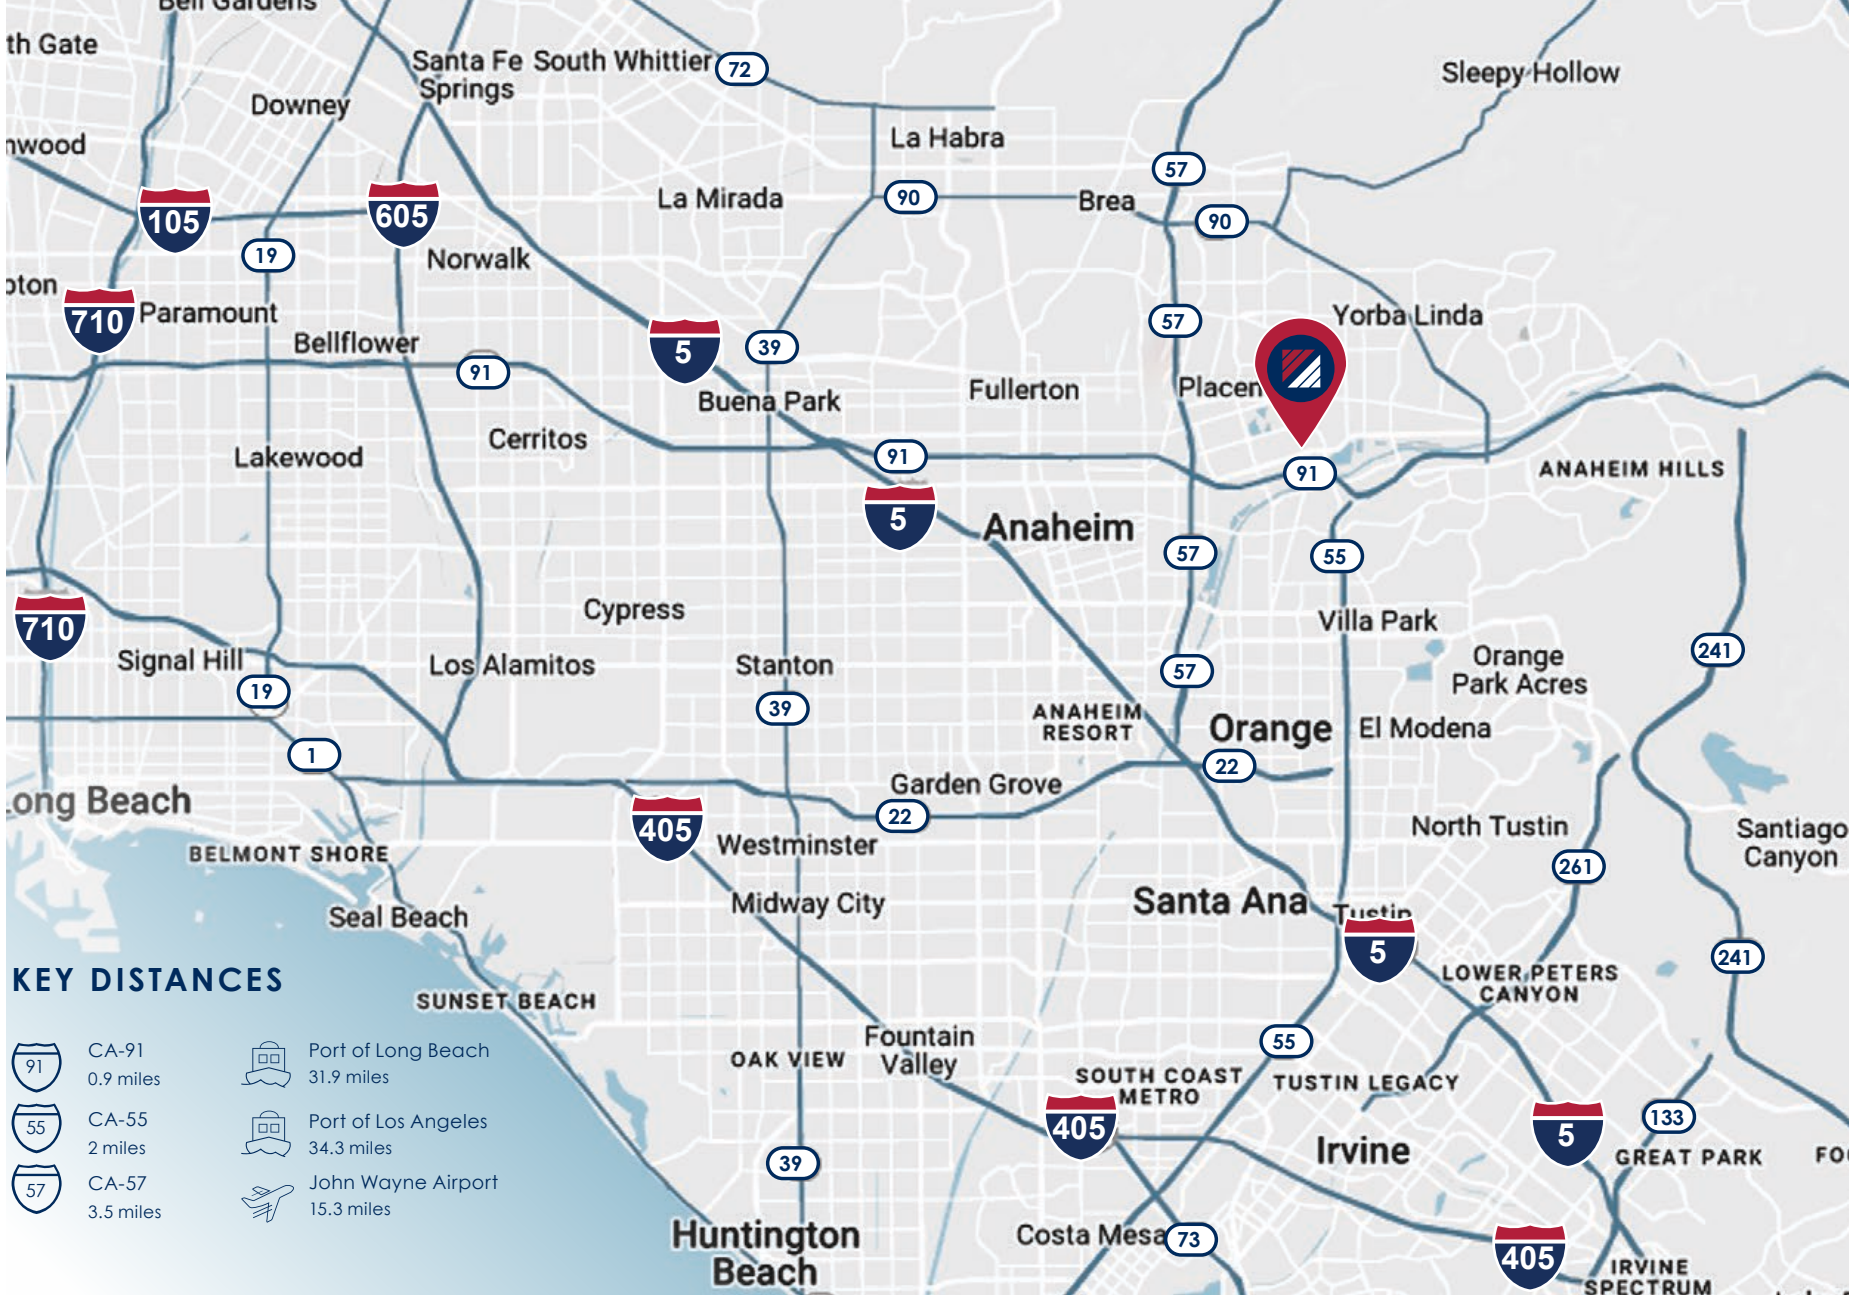 Bell Gardens
th Gate
Santa Fe
Springs
South Whittier
72
Sleepy Hollow
Downey
La Habra
nwood
57
La Mirada
90
Brea
90
105
605
19
Norwalk
pton
710
Paramount
Bellflower
5
39
57
Yorba Linda
91
Buena Park
Fullerton
Placen
Cerritos
Lakewood
91
91
ANAHEIM HILLS
5
Anaheim
57
55
710
Cypress
Villa Park
Signal Hill
Los Alamitos
Stanton
57
Orange
Park Acres
241
19
39
ANAHEIM
RESORT
Orange
El Modena
1
22
Long Beach
Garden Grove
405
22
North Tustin
Santiago
Canyon
Westminster
BELMONT SHORE
261
Midway City
Santa Ana
Tustin
Seal Beach
5
241
LOWER PETERS
CANYON
SUNSET BEACH
Fountain
Valley
55
OAK VIEW
SOUTH COAST
METRO
TUSTIN LEGACY
405
5
133
Irvine
GREAT PARK
FO
39
Huntington
Beach
Costa Mesa
73
405
IRVINE
SPECTRUM
KEY DISTANCES
91
CA-91
0.9 miles
55
CA-55
2 miles
57
CA-57
3.5 miles
Port of Long Beach
31.9 miles
Port of Los Angeles
34.3 miles
John Wayne Airport
15.3 miles